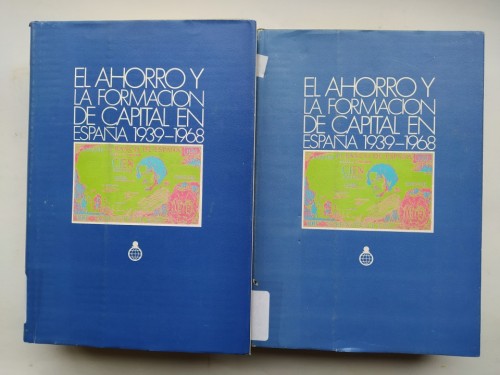 EL AHORRO Y
LA FORMACION
DE CAPITAL EN
ESPAÑA 1939-1968
EL AHORRO Y
LA FORMACION
DE CAPITAL EN
ESPAÑA 1939-1968